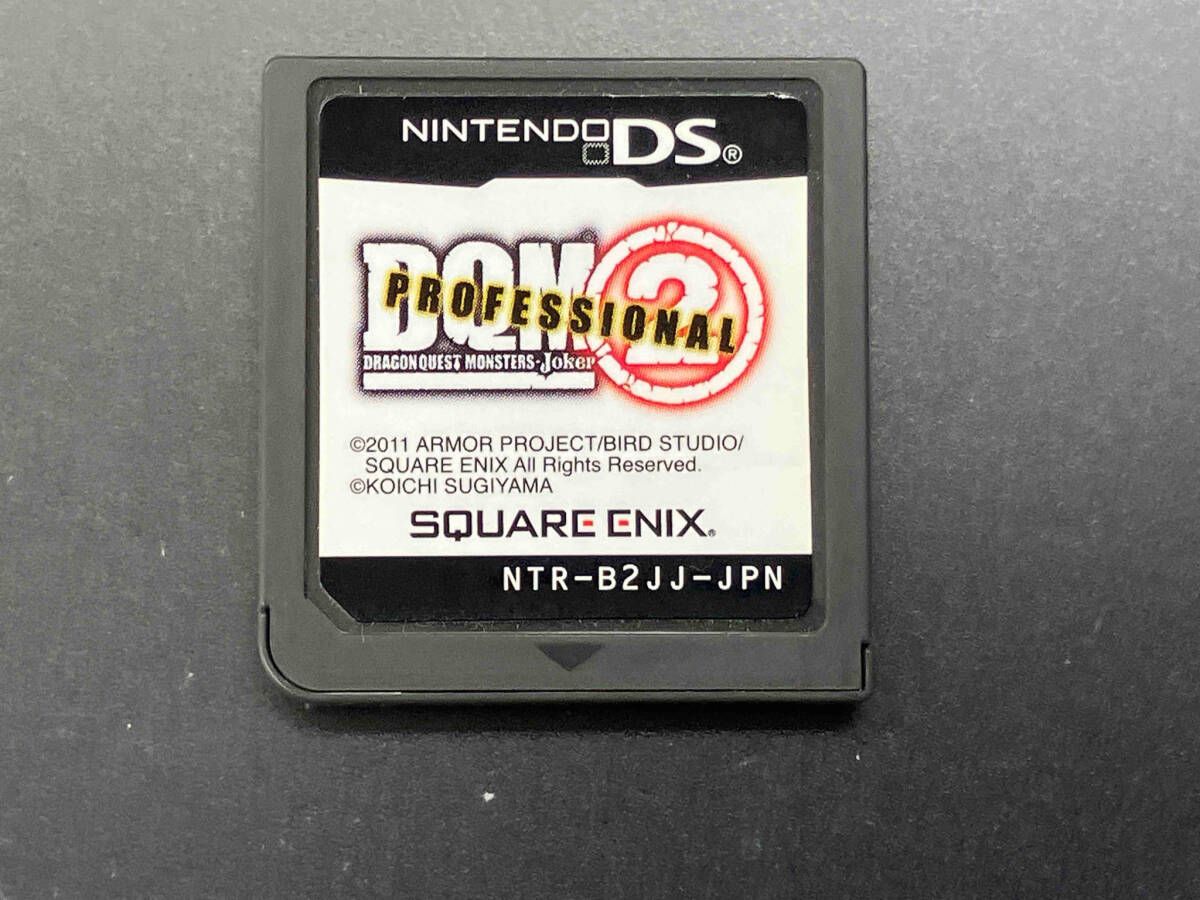 NINTENDO DS®
DQM 2
PROFESSIONAL
DRAGON QUEST MONSTERS-Joker
©2011 ARMOR PROJECT/BIRD STUDIO/
SQUARE ENIX All Rights Reserved.
©KOICHI SUGIYAMA
SQUARE ENIX®
NTR-B2JJ-JPN